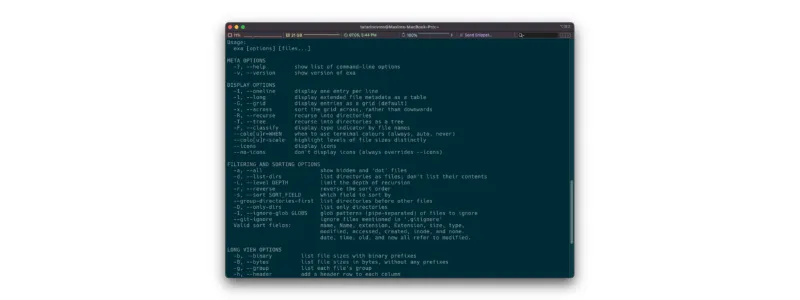 Usage:
exa [options] [files...]
META OPTIONS
-?, --help show list of command-line options
-v, --version show version of exa
DISPLAY OPTIONS
-1, --oneline display one entry per line
-l, --long display extended file metadata as a table
-G, --grid display entries as a grid (default)
-x, --across sort the grid across, rather than downwards
-R, --recurse recurse into directories
-T, --tree recurse into directories as a tree
-F, --classify display type indicator by file names
--colo[u]r=WHEN when to use terminal colours (always, auto, never)
--colo[u]r-scale highlight levels of file sizes distinctly
--icons display icons
--no-icons don't display icons (always overrides --icons)
FILTERING AND SORTING OPTIONS
-a, --all show hidden and 'dot' files
-d, --list-dirs list directories as files; don't list their contents
-L, --level DEPTH limit the depth of recursion
-r, --reverse reverse the sort order
-s, --sort SORT_FIELD which field to sort by
--group-directories-first list directories before other files
-D, --only-dirs list only directories
-I, --ignore-glob GLOBS glob patterns (pipe-separated) of files to ignore
--git-ignore ignore files mentioned in '.gitignore'
Valid sort fields: name, Name, extension, Extension, size, type,
modified, accessed, created, inode, and none.
date, time, old, and new all refer to modified.
LONG VIEW OPTIONS
-b, --binary list file sizes with binary prefixes
-B, --bytes list file sizes in bytes, without any prefixes
-g, --group list each file's group
-h, --header add a header row to each column